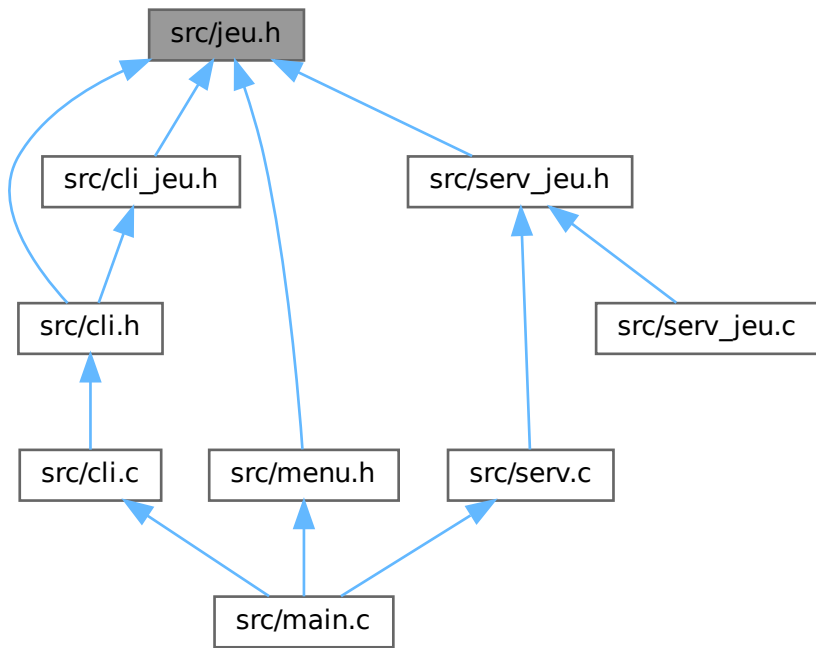 src/jeu.h
src/cli_jeu.h
src/serv_jeu.h
src/cli.h
src/serv_jeu.c
src/cli.c
src/menu.h
src/serv.c
src/main.c